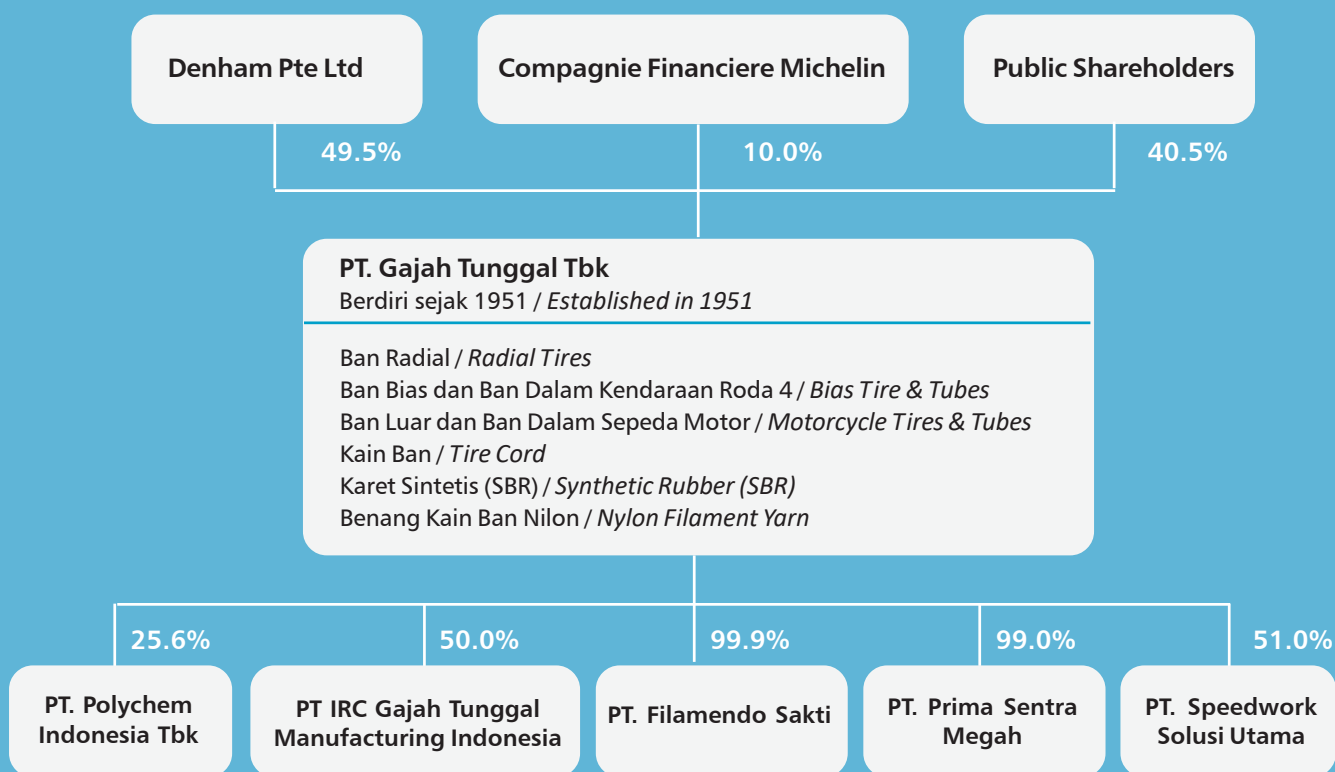 Denham Pte Ltd
Compagnie Financiere Michelin
Public Shareholders
49.5%
10.0%
40.5%
PT. Gajah Tunggal Tbk
Berdiri sejak 1951 / Established in 1951
Ban Radial / Radial Tires
Ban Bias dan Ban Dalam Kendaraan Roda 4 / Bias Tire & Tubes
Ban Luar dan Ban Dalam Sepeda Motor / Motorcycle Tires & Tubes
Kain Ban / Tire Cord
Karet Sintetis (SBR) / Synthetic Rubber (SBR)
Benang Kain Ban Nilon / Nylon Filament Yarn
25.6%
50.0%
99.9%
99.0%
51.0%
PT. Polychem
Indonesia Tbk
PT IRC Gajah Tunggal
Manufacturing Indonesia
PT. Filamendo Sakti
PT. Prima Sentra
Megah
PT. Speedwork
Solusi Utama